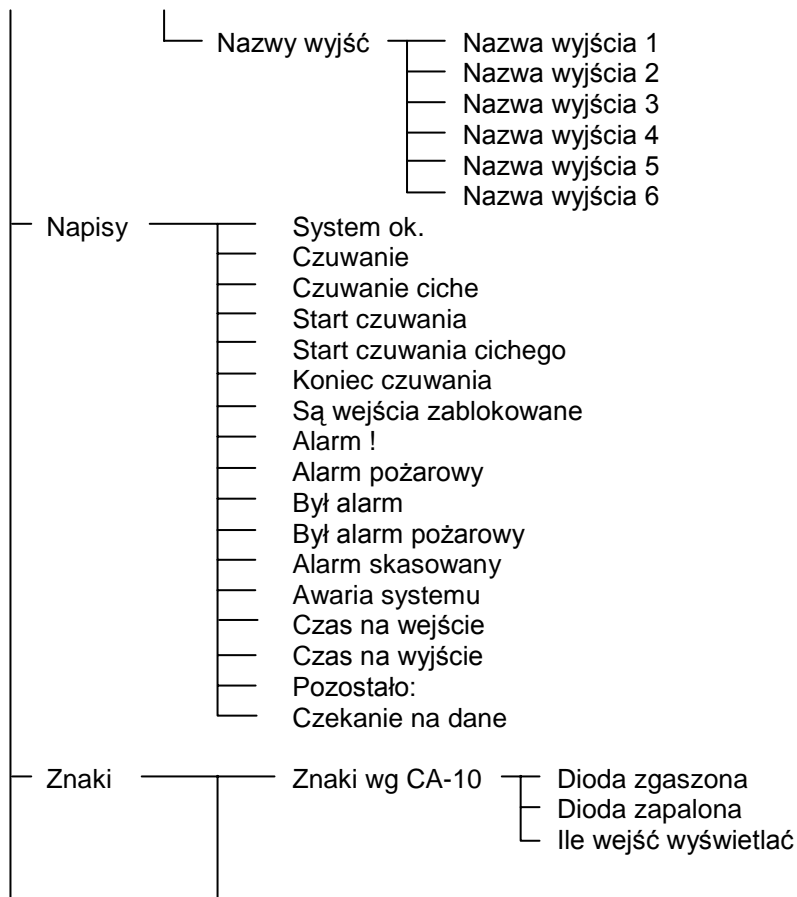 Nazwy wyjść Nazwa wyjścia 1
Nazwa wyjścia 2
Nazwa wyjścia 3
Nazwa wyjścia 4
Nazwa wyjścia 5
Nazwa wyjścia 6
Napisy System ok.
Czuwanie
Czuwanie ciche
Start czuwania
Start czuwania cichego
Koniec czuwania
Są wejścia zablokowane
Alarm !
Alarm pożarowy
Był alarm
Był alarm pożarowy
Alarm skasowany
Awaria systemu
Czas na wejście
Czas na wyjście
Pozostało:
Czekanie na dane
Znaki Znaki wg CA-10 Dioda zgaszona
Dioda zapalona
Ile wejść wyświetlać